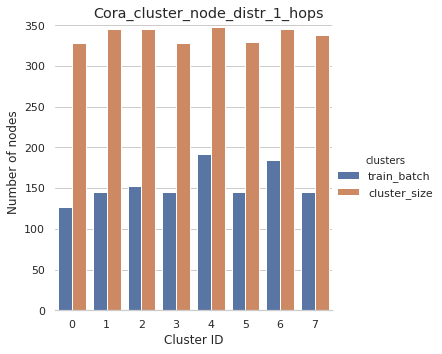 Cora_cluster_node_distr_1_hops
350
300
250
200
150
100
50
0
Number of nodes
0 1 2 3 4 5 6 7
Cluster ID
clusters
train_batch
cluster_size